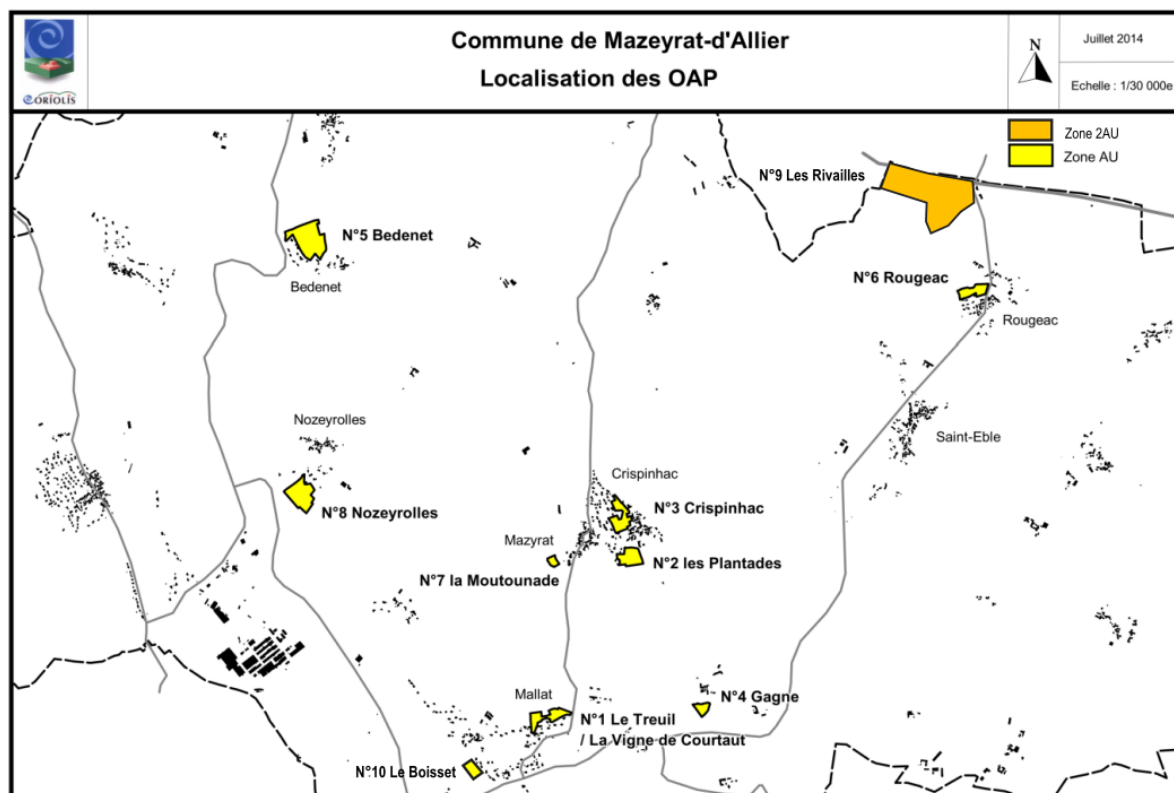 Commune de Mazeyrat-d'Allier
Localisation des OAP
CORIOLIS
N
Juillet 2014
Echelle : 1/30 000e
Zone 2AU
Zone AU
N°9 Les Rivailles
N°5 Bedenet
Bedenet
N°6 Rougeac
Rougeac
Nozeyrolles
Saint-Eble
Crispinhac
N°8 Nozeyrolles
N°3 Crispinhac
Mazyrat
N°2 les Plantades
N°7 la Moutounade
Mallat
N°4 Gagne
N°1 Le Treuil
/ La Vigne de Courtaut
N°10 Le Boisset